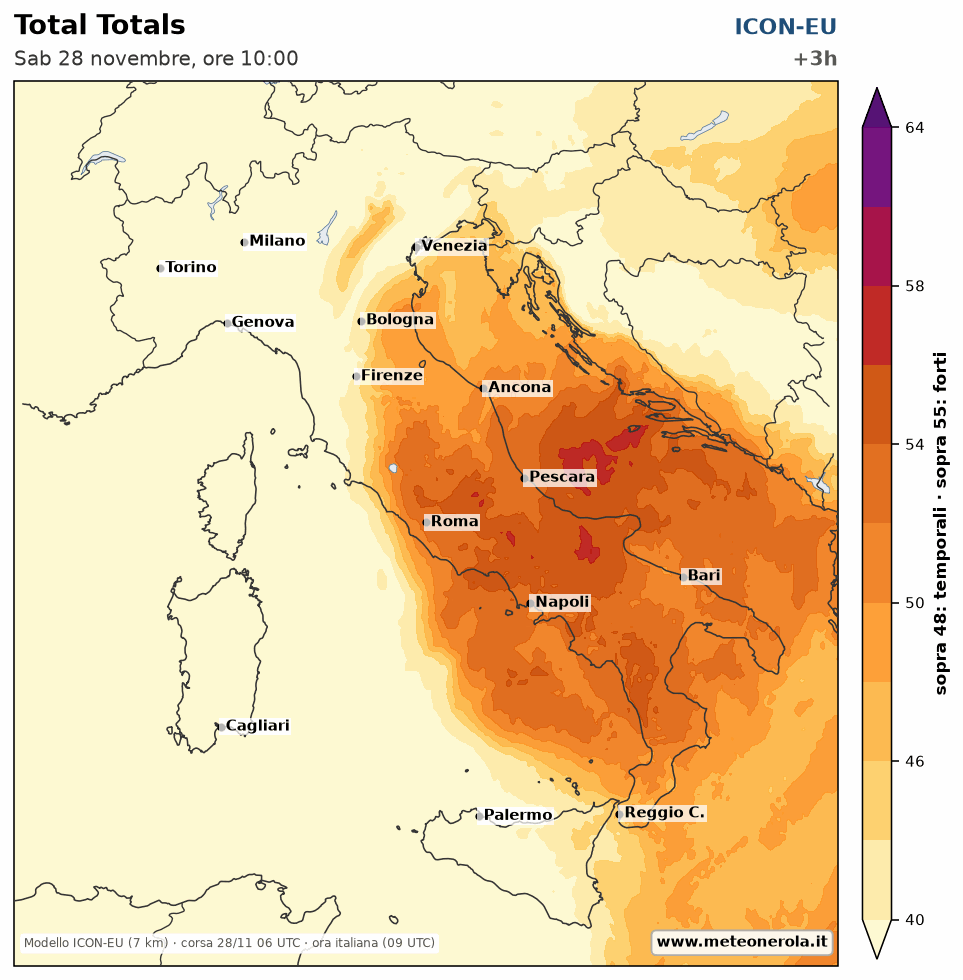 Total Totals
ICON-EU
Sab 28 novembre, ore 10:00
+3h
Milano
Venezia
Torino
Genova
Bologna
Firenze
Ancona
Pescara
Roma
Bari
Napoli
Cagliari
Palermo
Reggio C.
Modello ICON-EU (7 km) · corsa 28/11 06 UTC · ora italiana (09 UTC)
www.meteonerola.it
64
58
54
50
46
40
sopra 48: temporali · sopra 55: forti